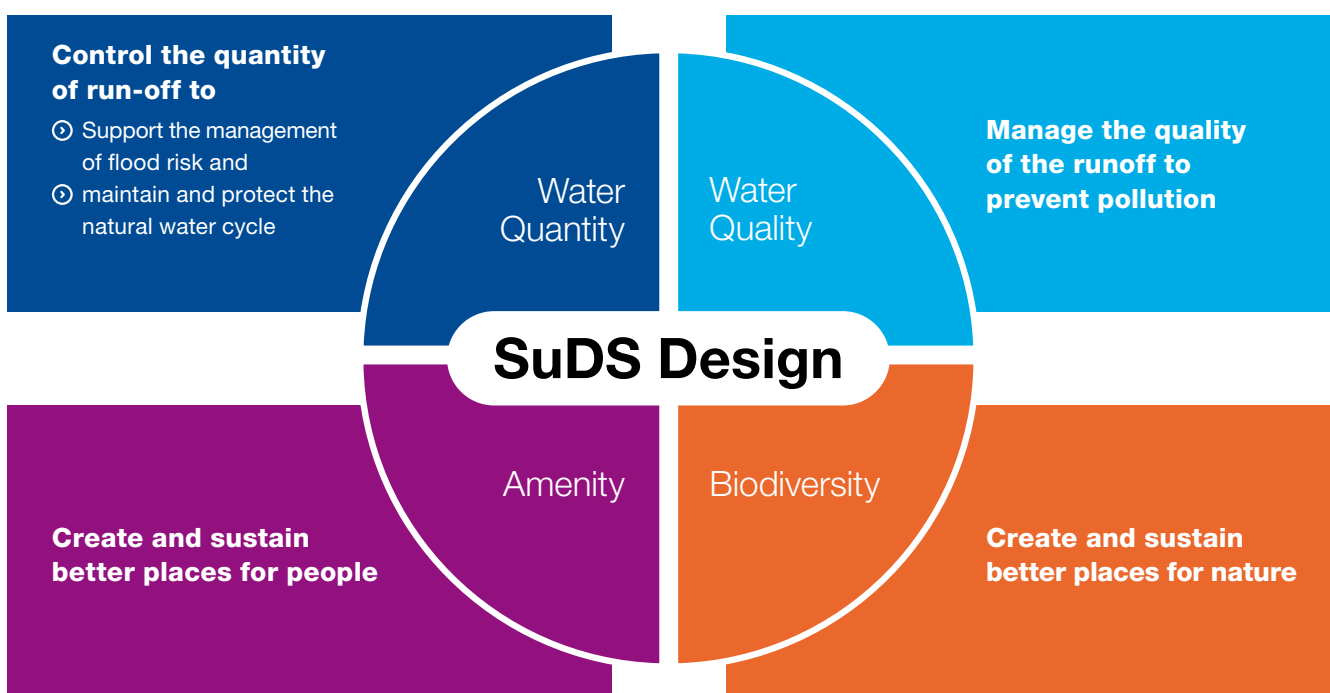 Control the quantity
of run-off to
Support the management
of flood risk and
maintain and protect the
natural water cycle
Water
Quantity
Water
Quality
Manage the quality
of the runoff to
prevent pollution
SuDS Design
Amenity
Create and sustain
better places for people
Biodiversity
Create and sustain
better places for nature